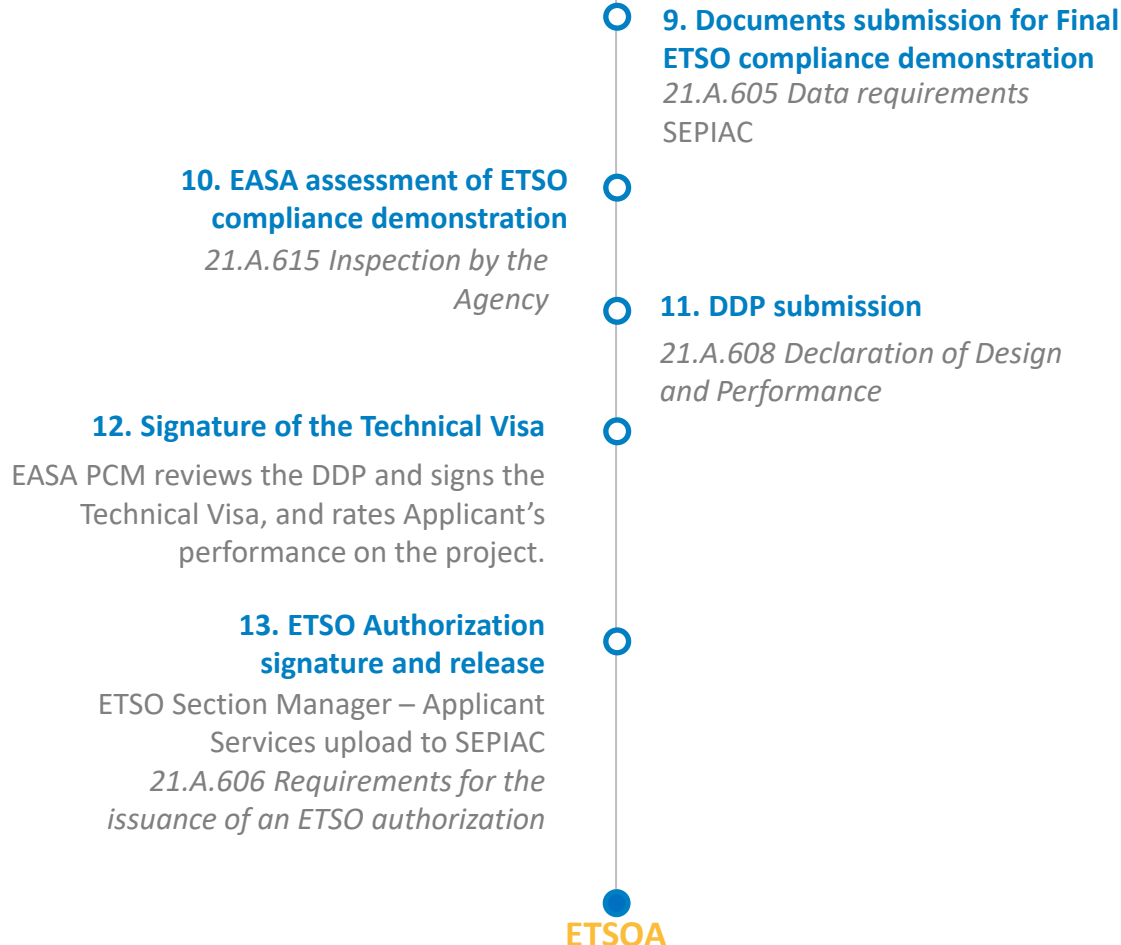 9. Documents submission for Final
ETSO compliance demonstration
21.A.605 Data requirements
SEPIAC
10. EASA assessment of ETSO
compliance demonstration
21.A.615 Inspection by the
Agency
11. DDP submission
21.A.608 Declaration of Design
and Performance
12. Signature of the Technical Visa
EASA PCM reviews the DDP and signs the
Technical Visa, and rates Applicant’s
performance on the project.
13. ETSO Authorization
signature and release
ETSO Section Manager – Applicant
Services upload to SEPIAC
21.A.606 Requirements for the
issuance of an ETSO authorization
ETSOA